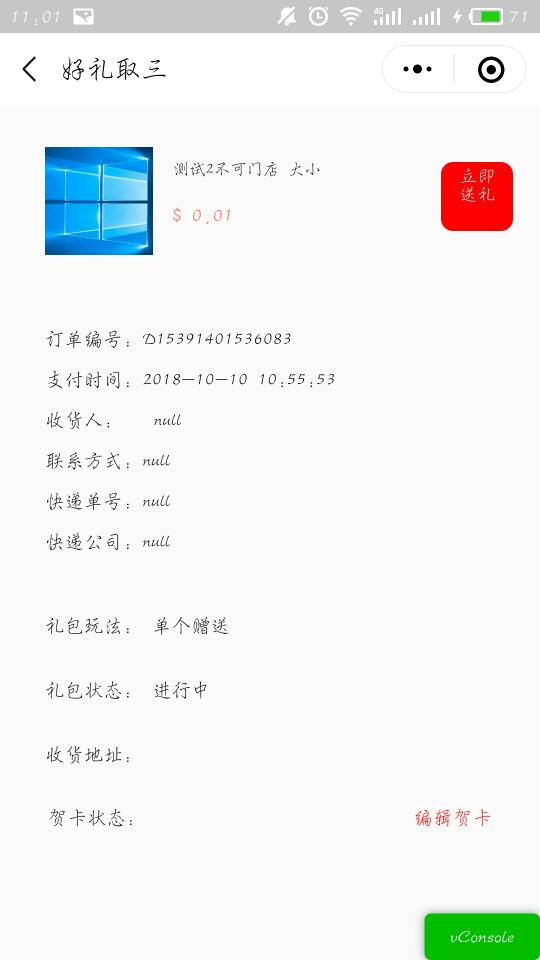 11:01 4G 71
好礼取三
测试2不可门店 大小
$ 0.01
立即
送礼
订单编号：D15391401536083
支付时间：2018-10-10 10:55:53
收货人： null
联系方式：null
快递单号：null
快递公司：null
礼包玩法： 单个赠送
礼包状态： 进行中
收货地址：
贺卡状态： 编辑贺卡
vConsole